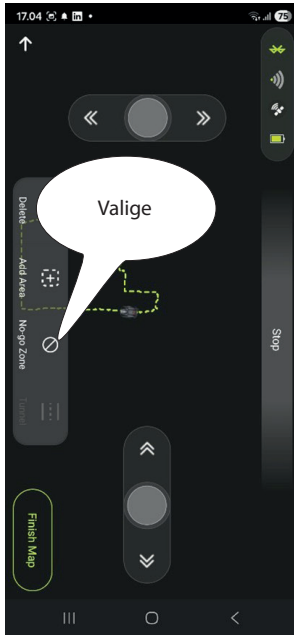 17.04
75
Valige
Delete
Add Area
No-go Zone
Tunnel
Stop
Finish Map